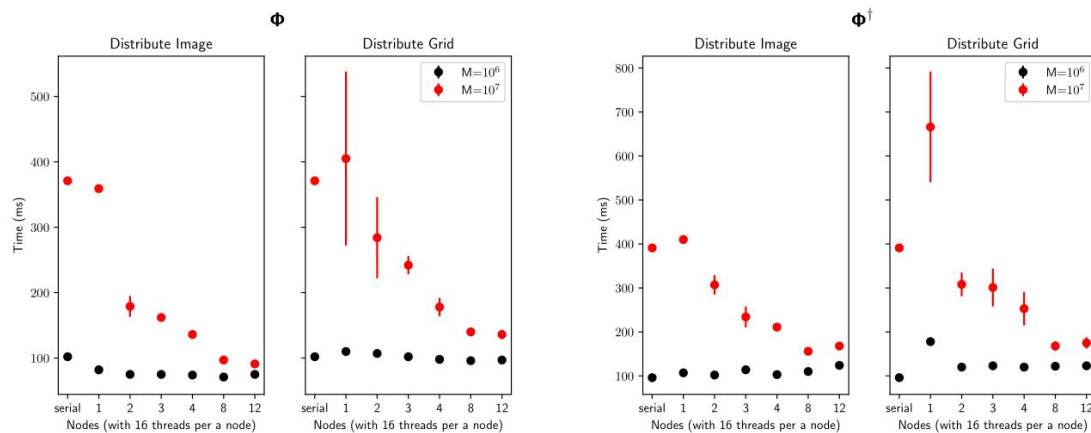 Φ
Φ†
Distribute Image
Distribute Grid
Distribute Image
Distribute Grid
M=10⁶
M=10⁷
M=10⁶
M=10⁷
Time (ms)
500
400
300
200
100
Time (ms)
800
700
600
500
400
300
200
100
serial 1 2 3 4 8 12
serial 1 2 3 4 8 12
serial 1 2 3 4 8 12
serial 1 2 3 4 8 12
Nodes (with 16 threads per a node)
Nodes (with 16 threads per a node)
Nodes (with 16 threads per a node)
Nodes (with 16 threads per a node)